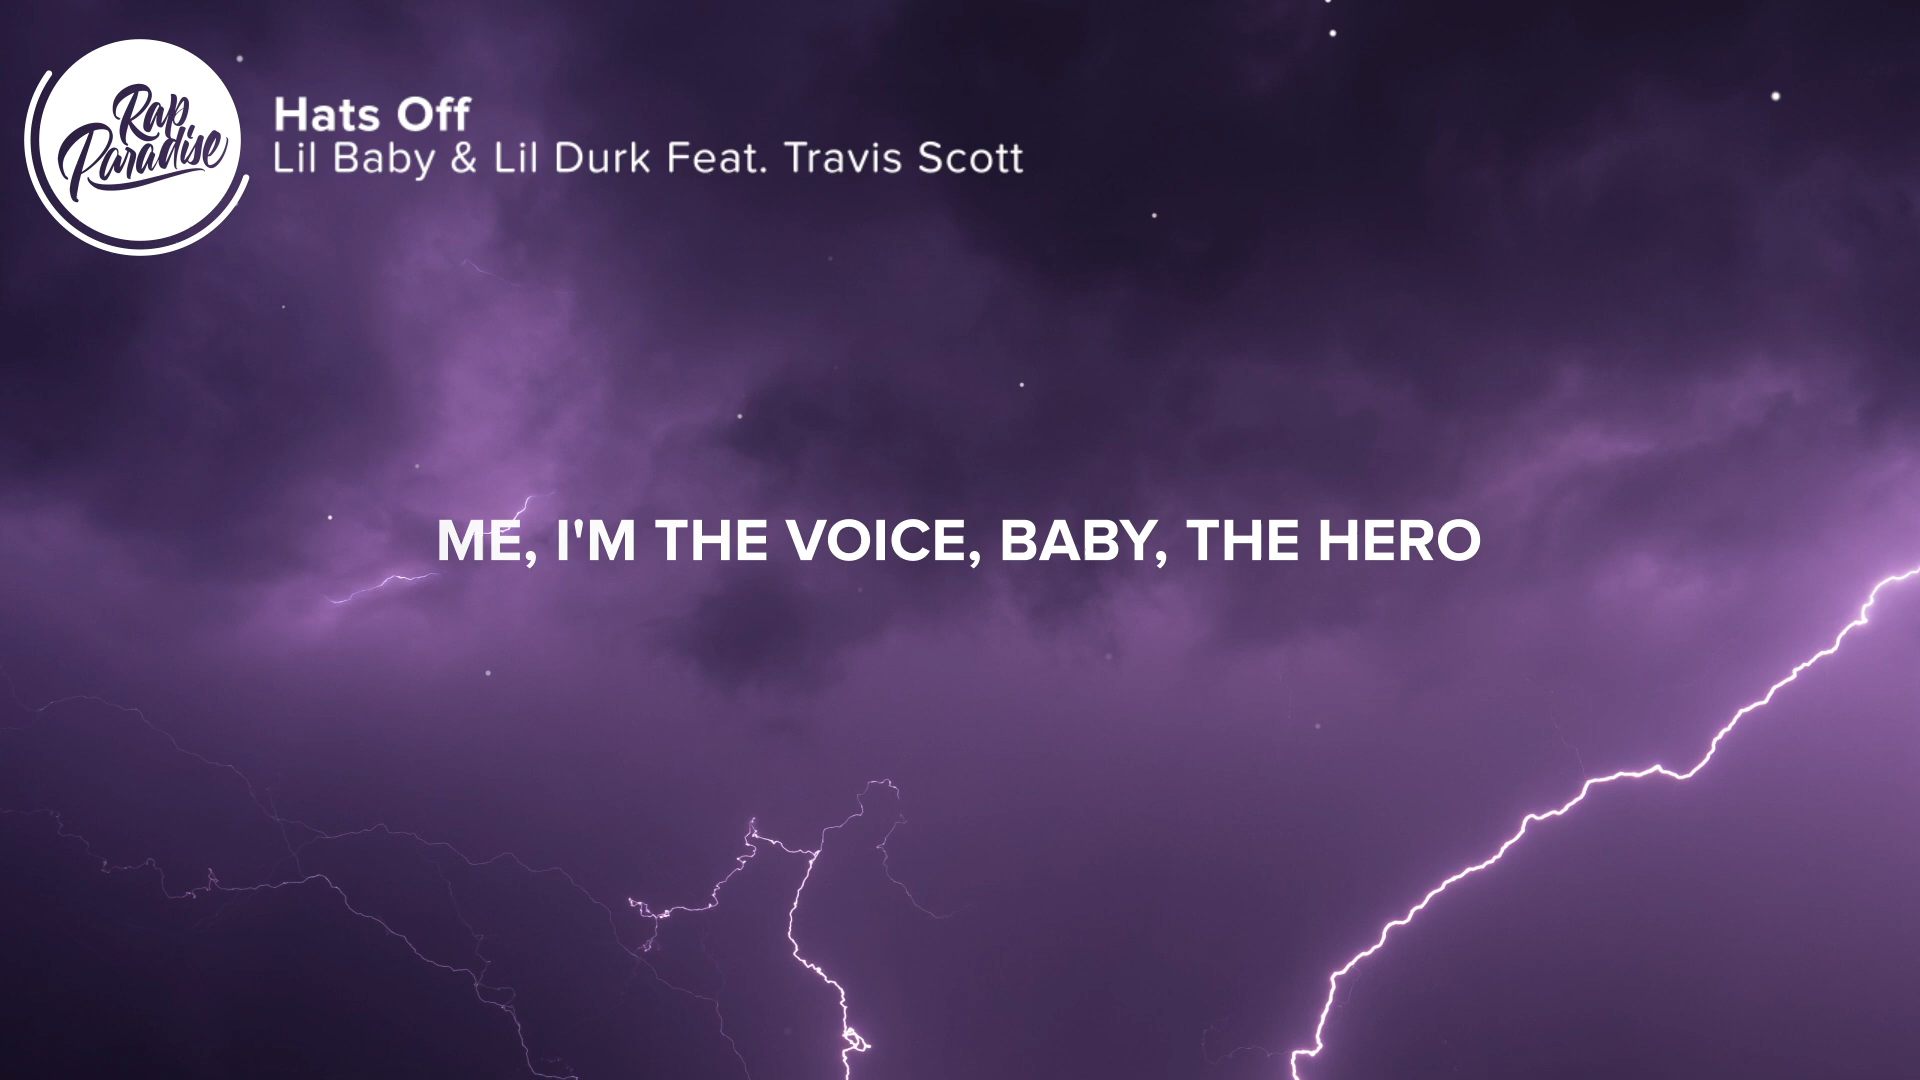 Rap
Paradise
Hats Off
Lil Baby & Lil Durk Feat. Travis Scott
ME, I'M THE VOICE, BABY, THE HERO